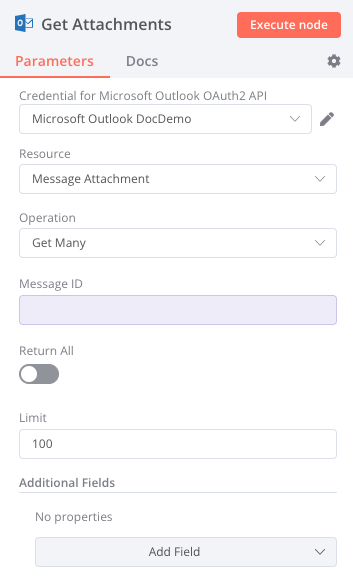 Get Attachments
Execute node
Parameters
Docs
Credential for Microsoft Outlook OAuth2 API
Microsoft Outlook DocDemo
Resource
Message Attachment
Operation
Get Many
Message ID
Return All
Limit
100
Additional Fields
No properties
Add Field